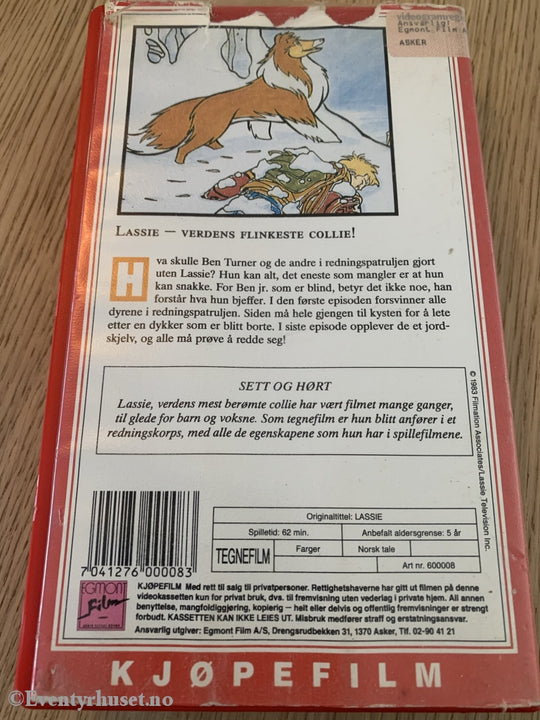 videogramregi
Ansvarlig:
Egmont Film A
ASKER
LASSIE — VERDENS FLINKESTE COLLIE!
Hva skulle Ben Turner og de andre i redningspatruljen gjort
uten Lassie? Hun kan alt, det eneste som mangler er at hun
kan snakke. For Ben jr. som er blind, betyr det ikke noe, han
forstår hva hun bjeffer. I den første episoden forsvinner alle
dyrene i redningspatruljen. Siden må hele gjengen til kysten for å lete
etter en dykker som er blitt borte. I siste episode opplever de et jord-
skjelv, og alle må prøve å redde seg!
SETT OG HØRT
Lassie, verdens mest berømte collie har vært filmet mange ganger,
til glede for barn og voksne. Som tegnefilm er hun blitt anfører i et
redningskorps, med alle de egenskapene som hun har i spillefilmene.
© 1983 Filmation Associates/Lassie Television Inc.
7 041276 000083
Originaltittel: LASSIE
Spilletid: 62 min.
Anbefalt aldersgrense: 5 år
TEGNEFILM
Farger
Norsk tale
Art nr. 600008
EGMONT
Film
KJØPEFILM Med rett til salg til privatpersoner. Rettighetshaverne har gitt ut filmen på denne
videokassetten kun for privat bruk, dvs. til fremvisning uten vederlag i private hjem. All annen
benyttelse, mangfoldiggjøring, kopiering – helt eller delvis og offentlig fremvisninger er strengt
forbudt. KASSETTEN KAN IKKE LEIES UT. Misbruk medfører straff og erstatningsansvar.
Ansvarlig utgiver: Egmont Film A/S, Drengsrudbekken 31, 1370 Asker, Tlf. 02-90 41 21
KJØPEFILM
© Eventyrhuset.no